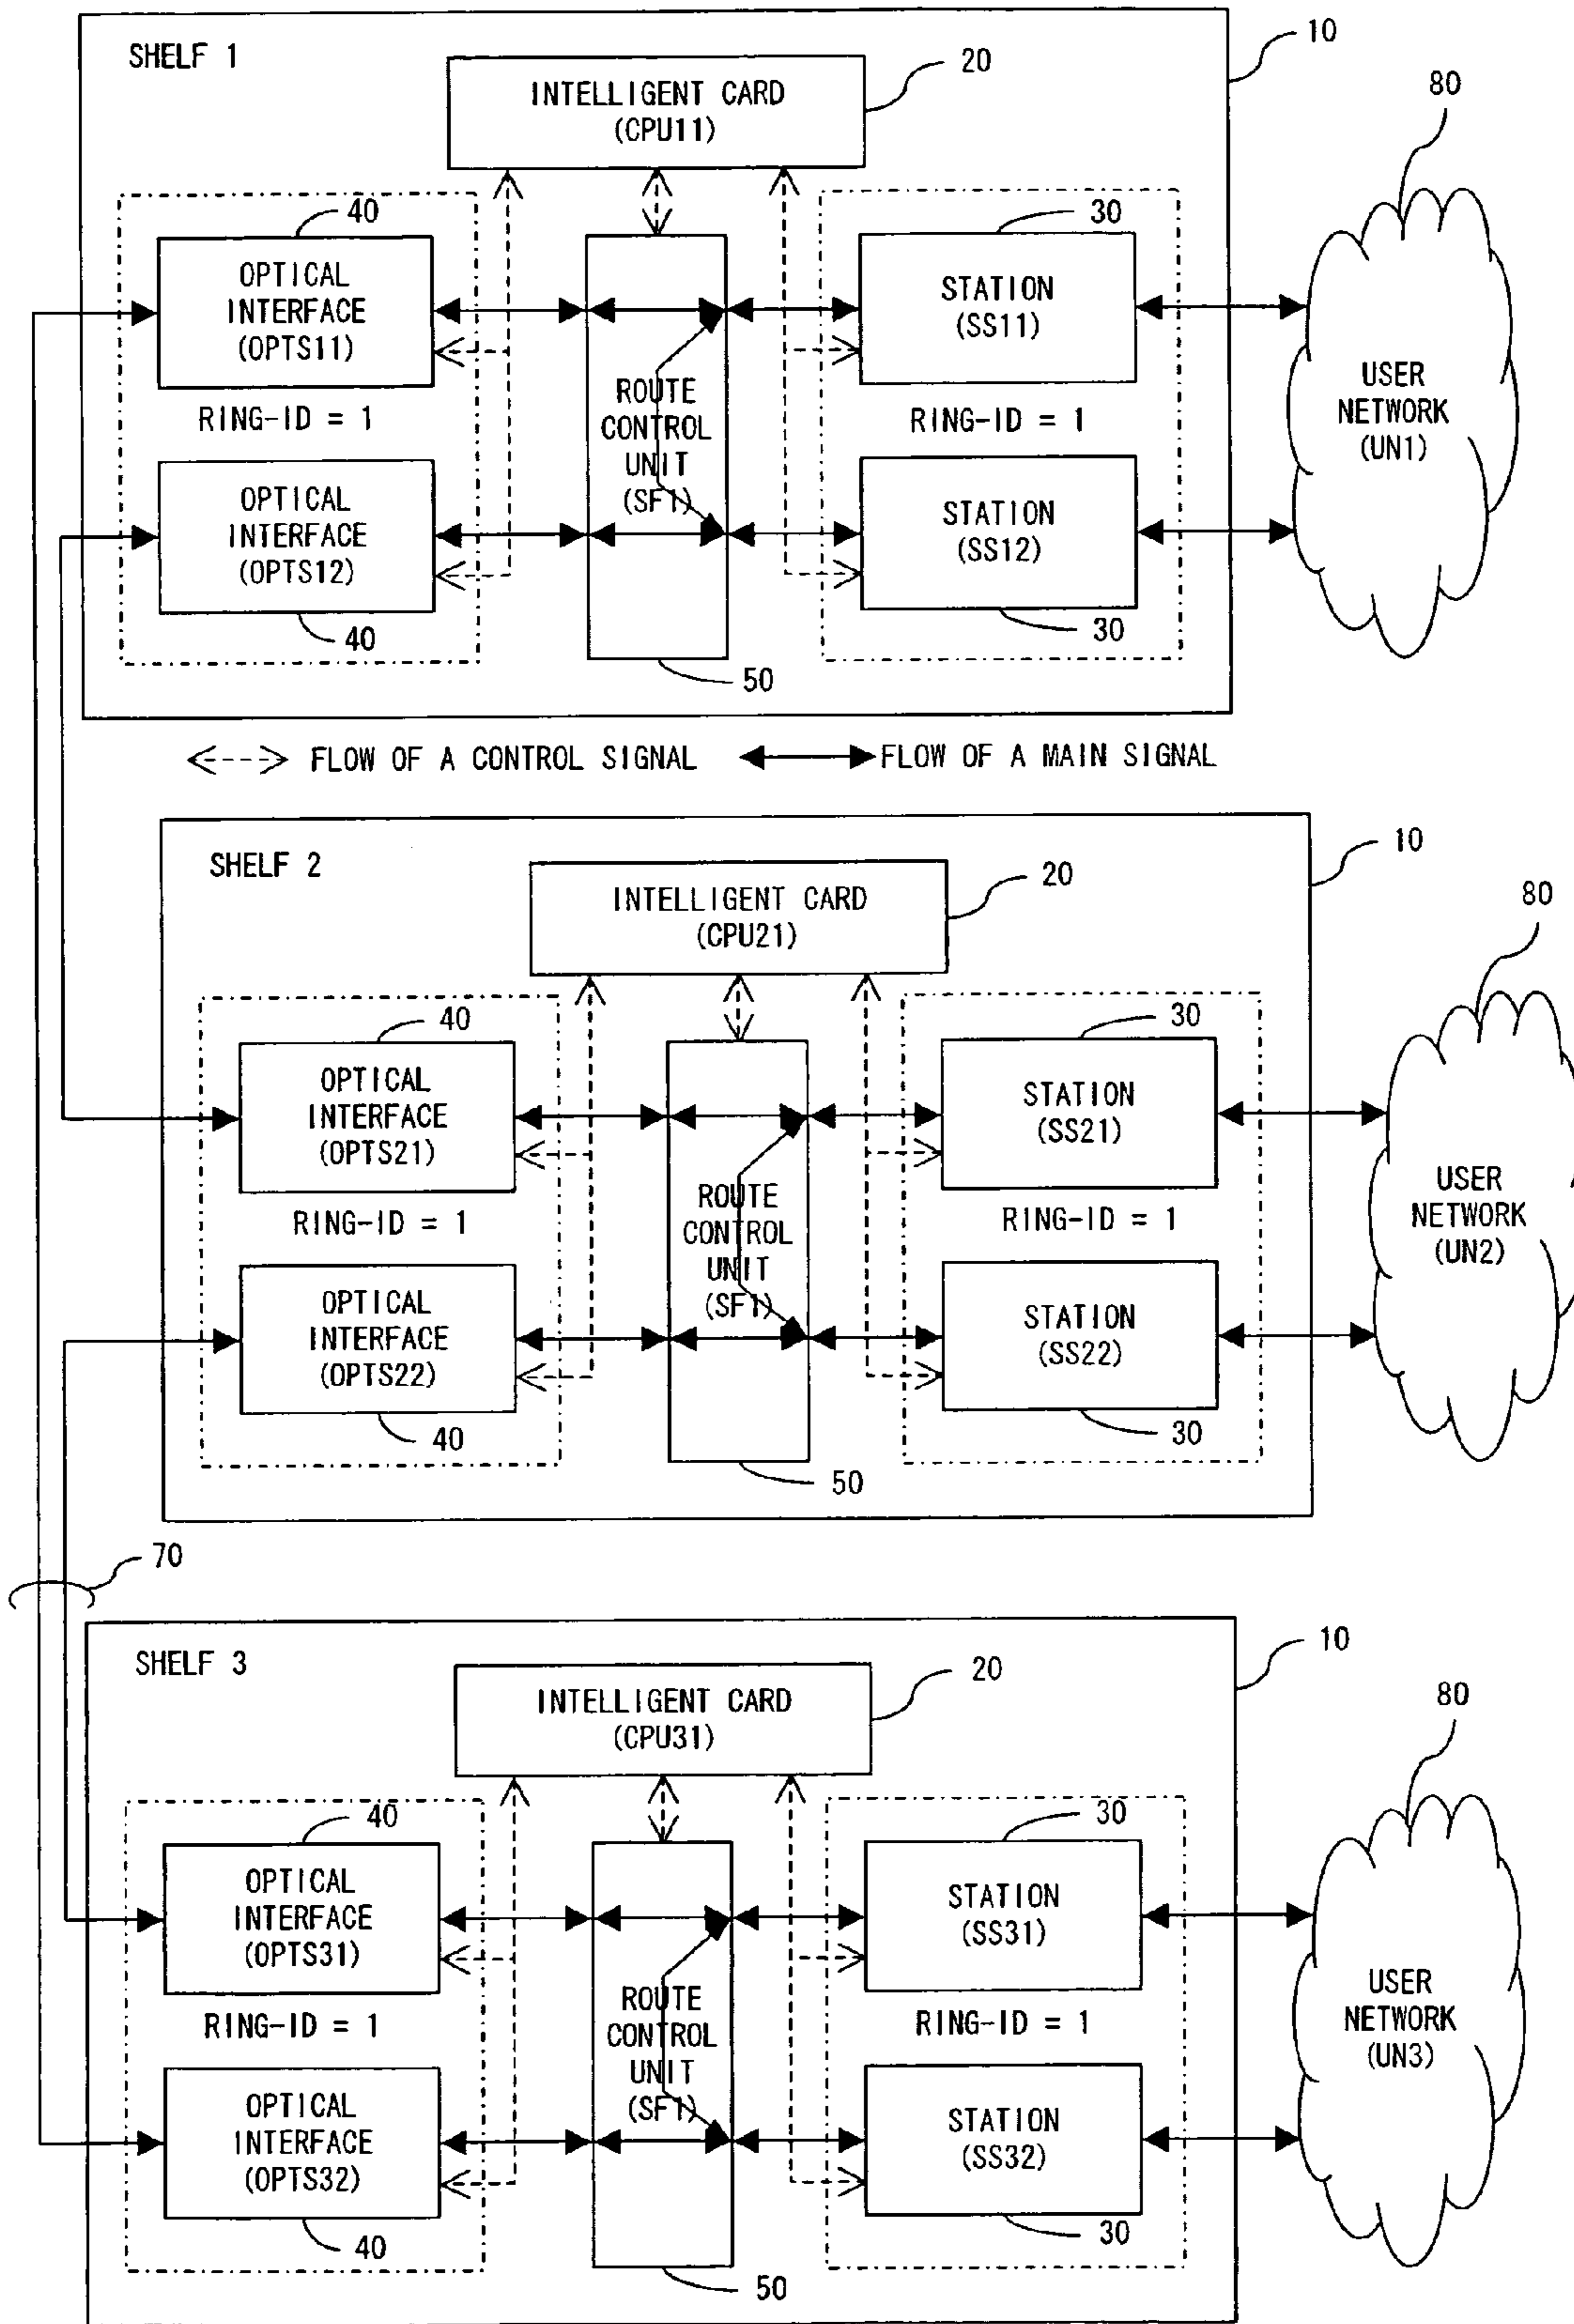 SHELF 1
10
20
INTELLIGENT CARD
(CPU11)
80
40
30
OPTICAL
INTERFACE
(OPTS11)
STATION
(SS11)
ROUTE
CONTROL
UNIT
(SF1)
USER
NETWORK
(UN1)
RING-ID = 1
RING-ID = 1
OPTICAL
INTERFACE
(OPTS12)
STATION
(SS12)
40
30
50
FLOW OF A CONTROL SIGNAL
FLOW OF A MAIN SIGNAL
SHELF 2
10
20
INTELLIGENT CARD
(CPU21)
80
40
30
OPTICAL
INTERFACE
(OPTS21)
STATION
(SS21)
ROUTE
CONTROL
UNIT
(SF1)
USER
NETWORK
(UN2)
RING-ID = 1
RING-ID = 1
OPTICAL
INTERFACE
(OPTS22)
STATION
(SS22)
40
30
50
70
SHELF 3
10
20
INTELLIGENT CARD
(CPU31)
80
40
30
OPTICAL
INTERFACE
(OPTS31)
STATION
(SS31)
ROUTE
CONTROL
UNIT
(SF1)
USER
NETWORK
(UN3)
RING-ID = 1
RING-ID = 1
OPTICAL
INTERFACE
(OPTS32)
STATION
(SS32)
40
30
50